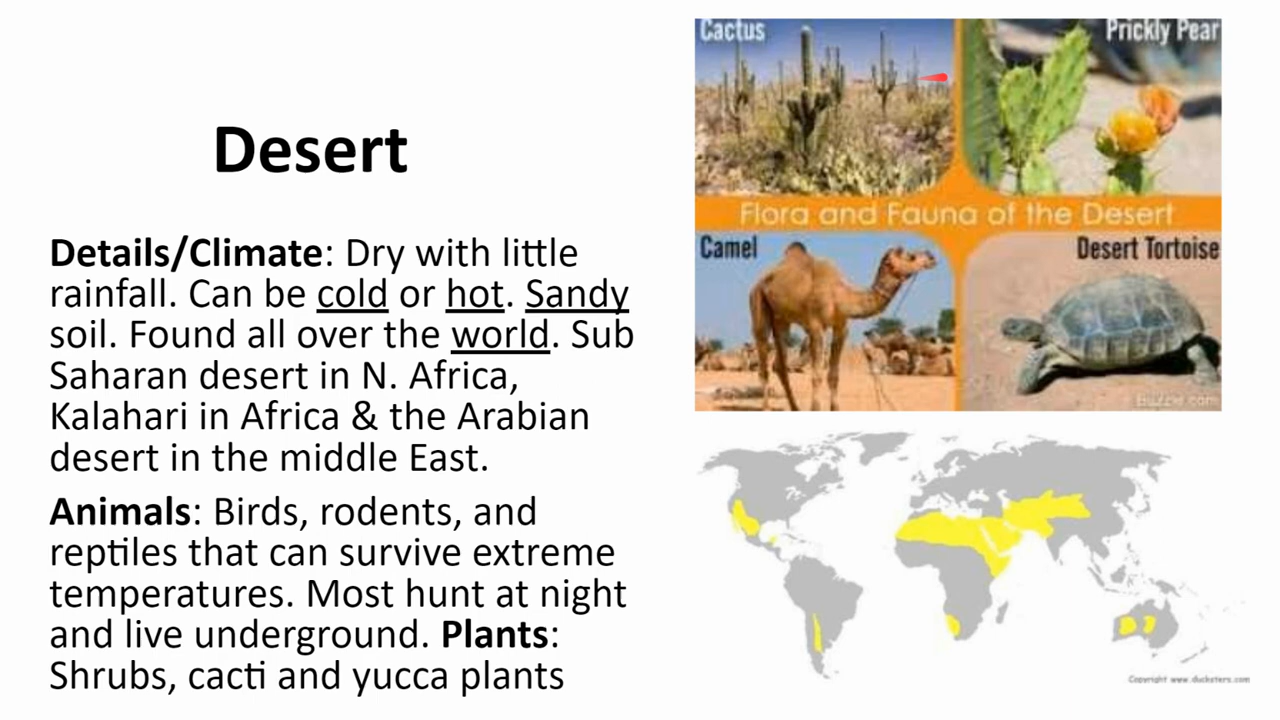 Desert
Details/Climate: Dry with little
rainfall. Can be cold or hot. Sandy
soil. Found all over the world. Sub
Saharan desert in N. Africa,
Kalahari in Africa & the Arabian
desert in the middle East.
Animals: Birds, rodents, and
reptiles that can survive extreme
temperatures. Most hunt at night
and live underground. Plants:
Shrubs, cacti and yucca plants
Cactus
Prickly Pear
Flora and Fauna of the Desert
Camel
Desert Tortoise
Buzzle.com
Copyright www.ducksters.com